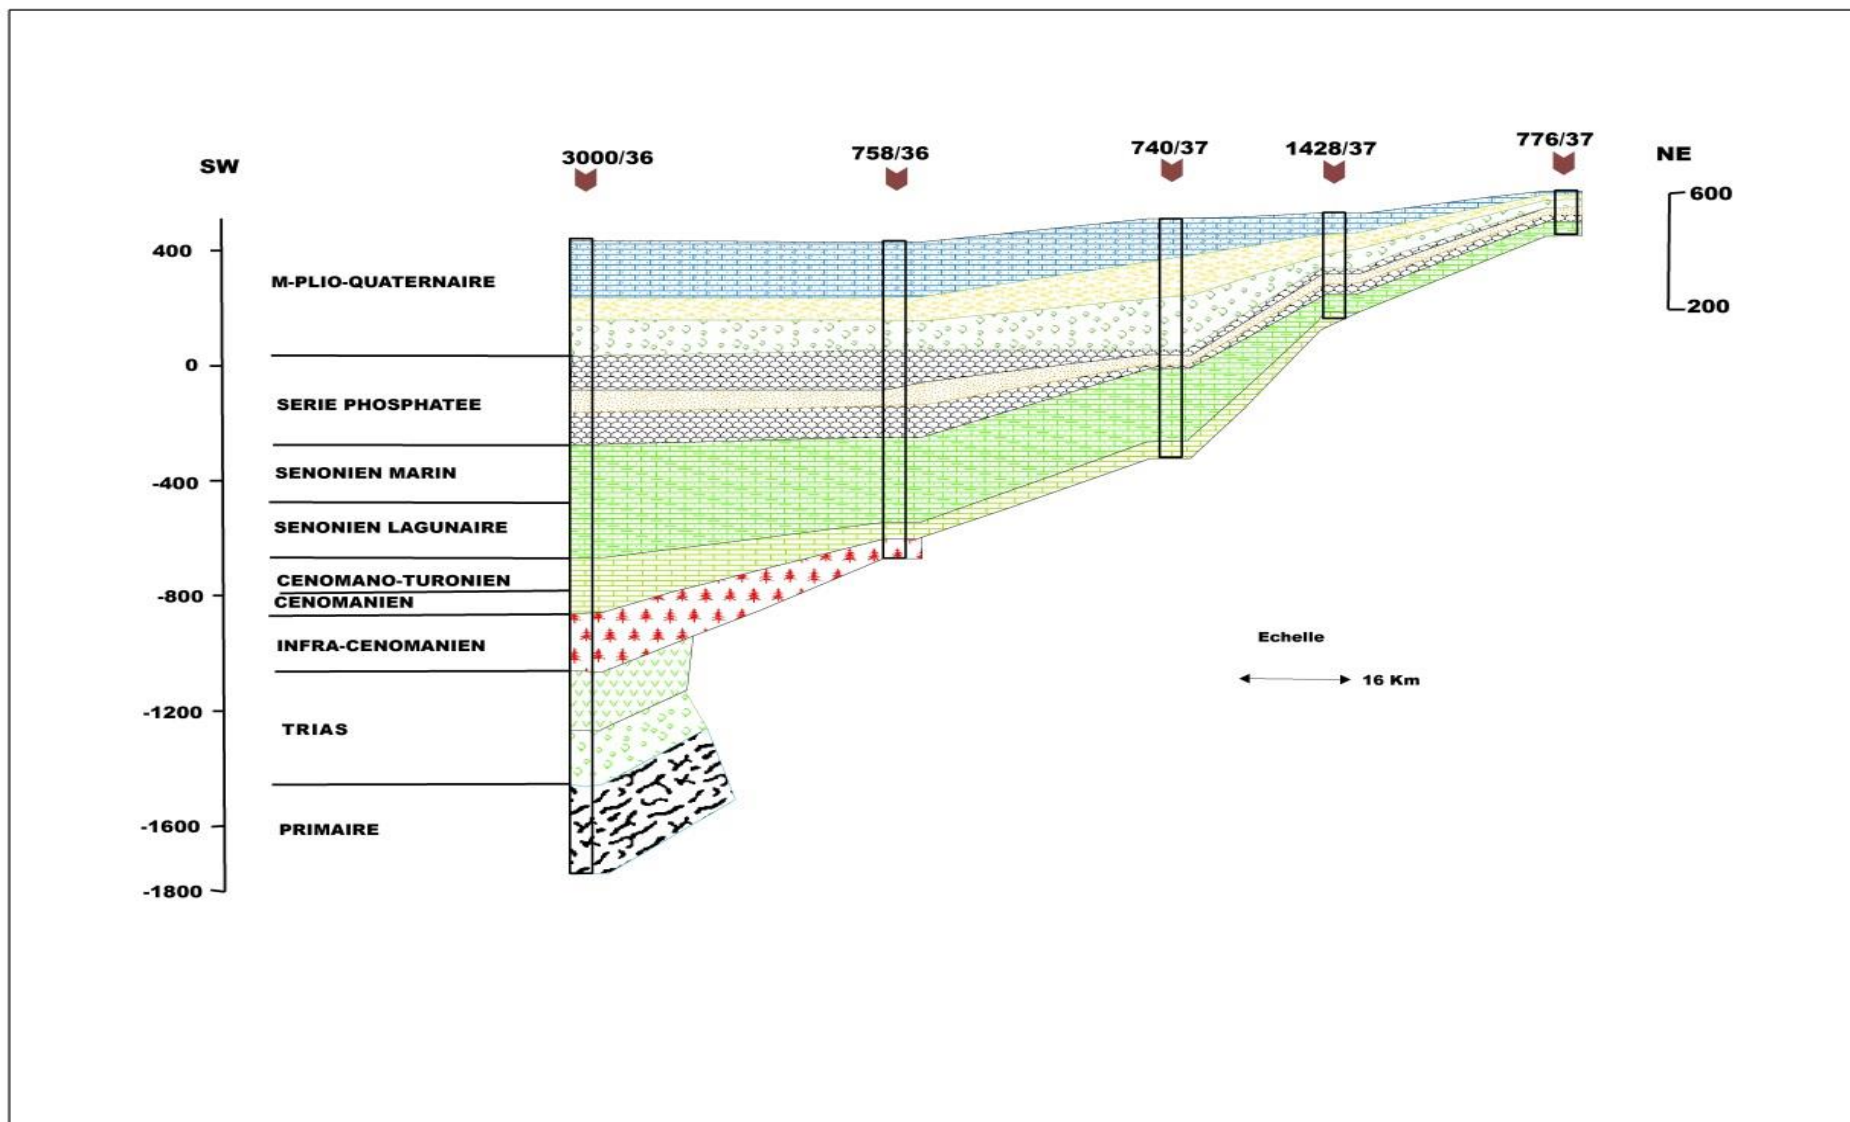 SW
3000/36
758/36
740/37
1428/37
776/37
NE
600
200
400
0
-400
-800
-1200
-1600
-1800
M-PLIO-QUATERNAIRE
SERIE PHOSPHATEE
SENONIEN MARIN
SENONIEN LAGUNAIRE
CENOMANO-TURONIEN
CENOMANIEN
INFRA-CENOMANIEN
TRIAS
PRIMAIRE
Echelle
16 Km